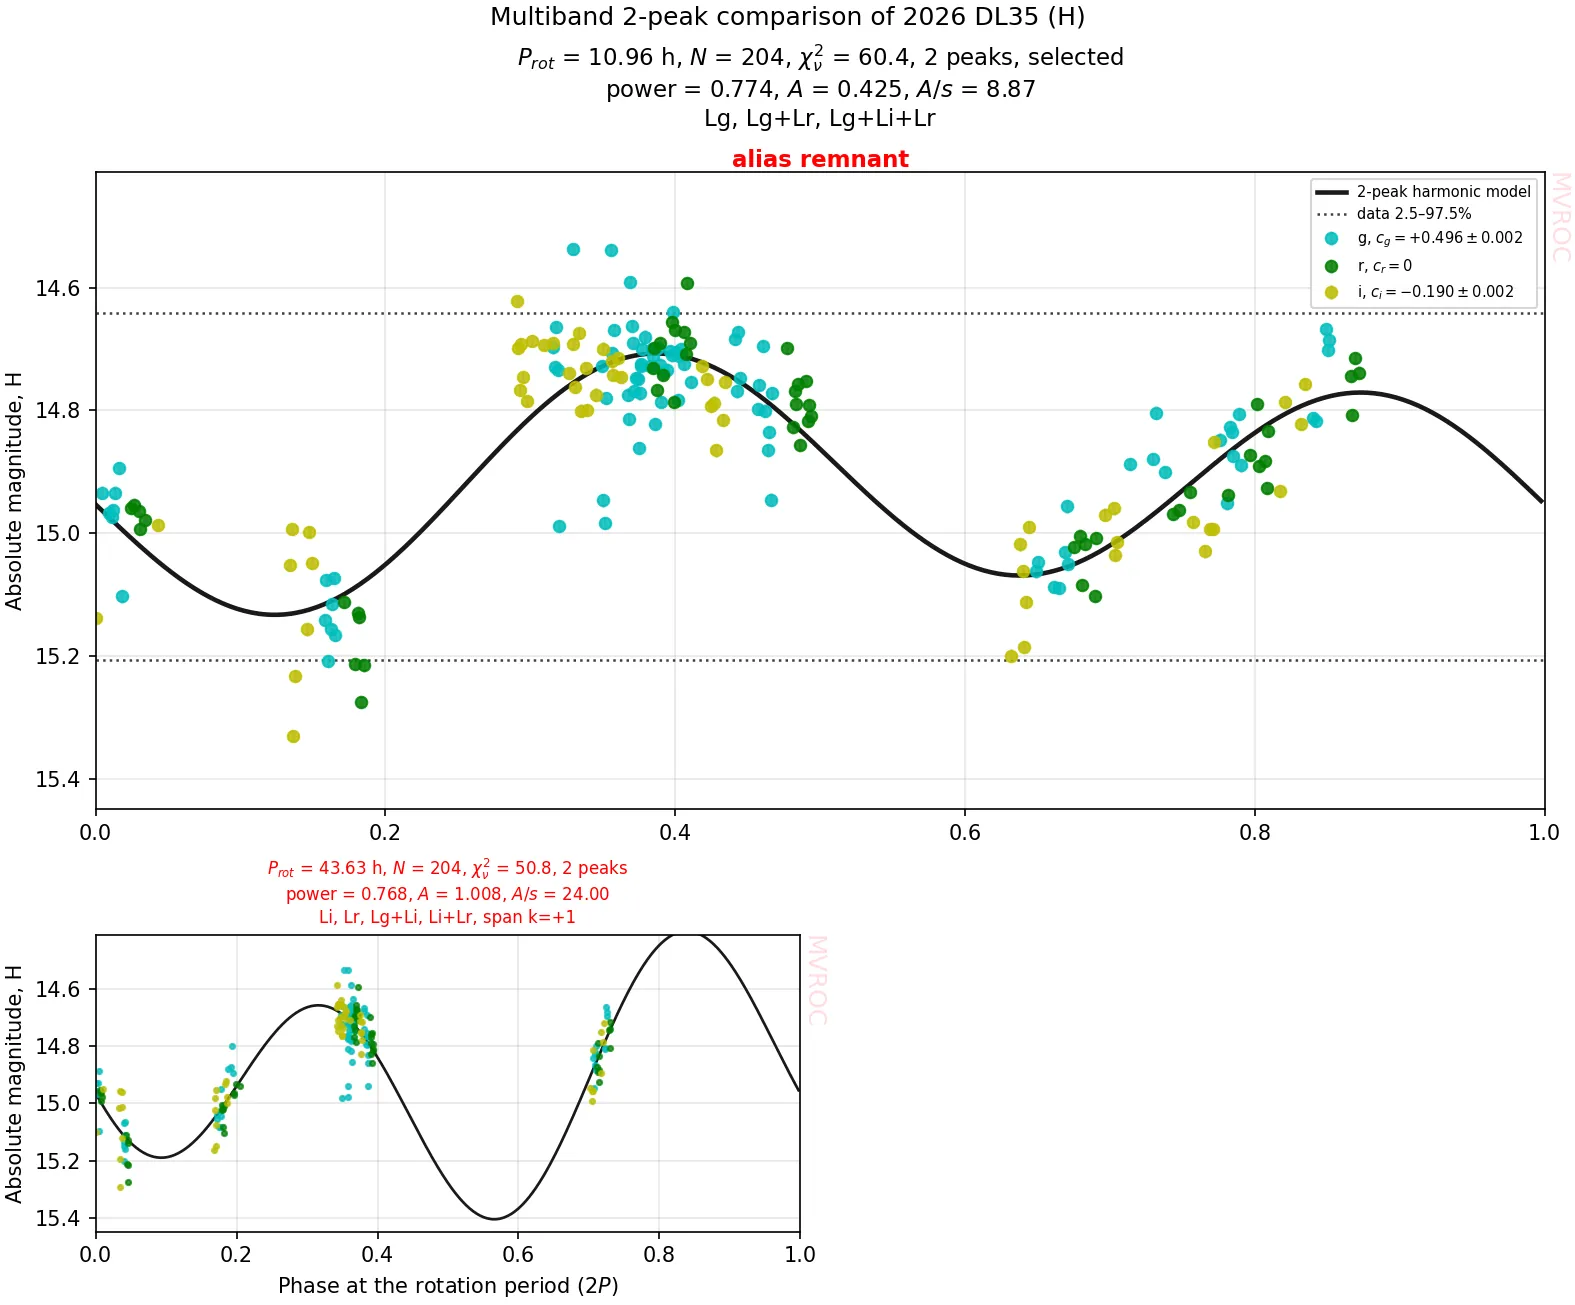 Multiband 2-peak comparison of 2026 DL35 (H)
P_rot = 10.96 h, N = 204, χ²_ν = 60.4, 2 peaks, selected
power = 0.774, A = 0.425, A/s = 8.87
Lg, Lg+Lr, Lg+Li+Lr
alias remnant
MVROC
2-peak harmonic model
data 2.5–97.5%
g, c_g = +0.496 ± 0.002
r, c_r = 0
i, c_i = −0.190 ± 0.002
Absolute magnitude, H
14.6
14.8
15.0
15.2
15.4
0.0 0.2 0.4 0.6 0.8 1.0
P_rot = 43.63 h, N = 204, χ²_ν = 50.8, 2 peaks
power = 0.768, A = 1.008, A/s = 24.00
Li, Lr, Lg+Li, Li+Lr, span k=+1
MVROC
Absolute magnitude, H
14.6
14.8
15.0
15.2
15.4
0.0 0.2 0.4 0.6 0.8 1.0
Phase at the rotation period (2P)